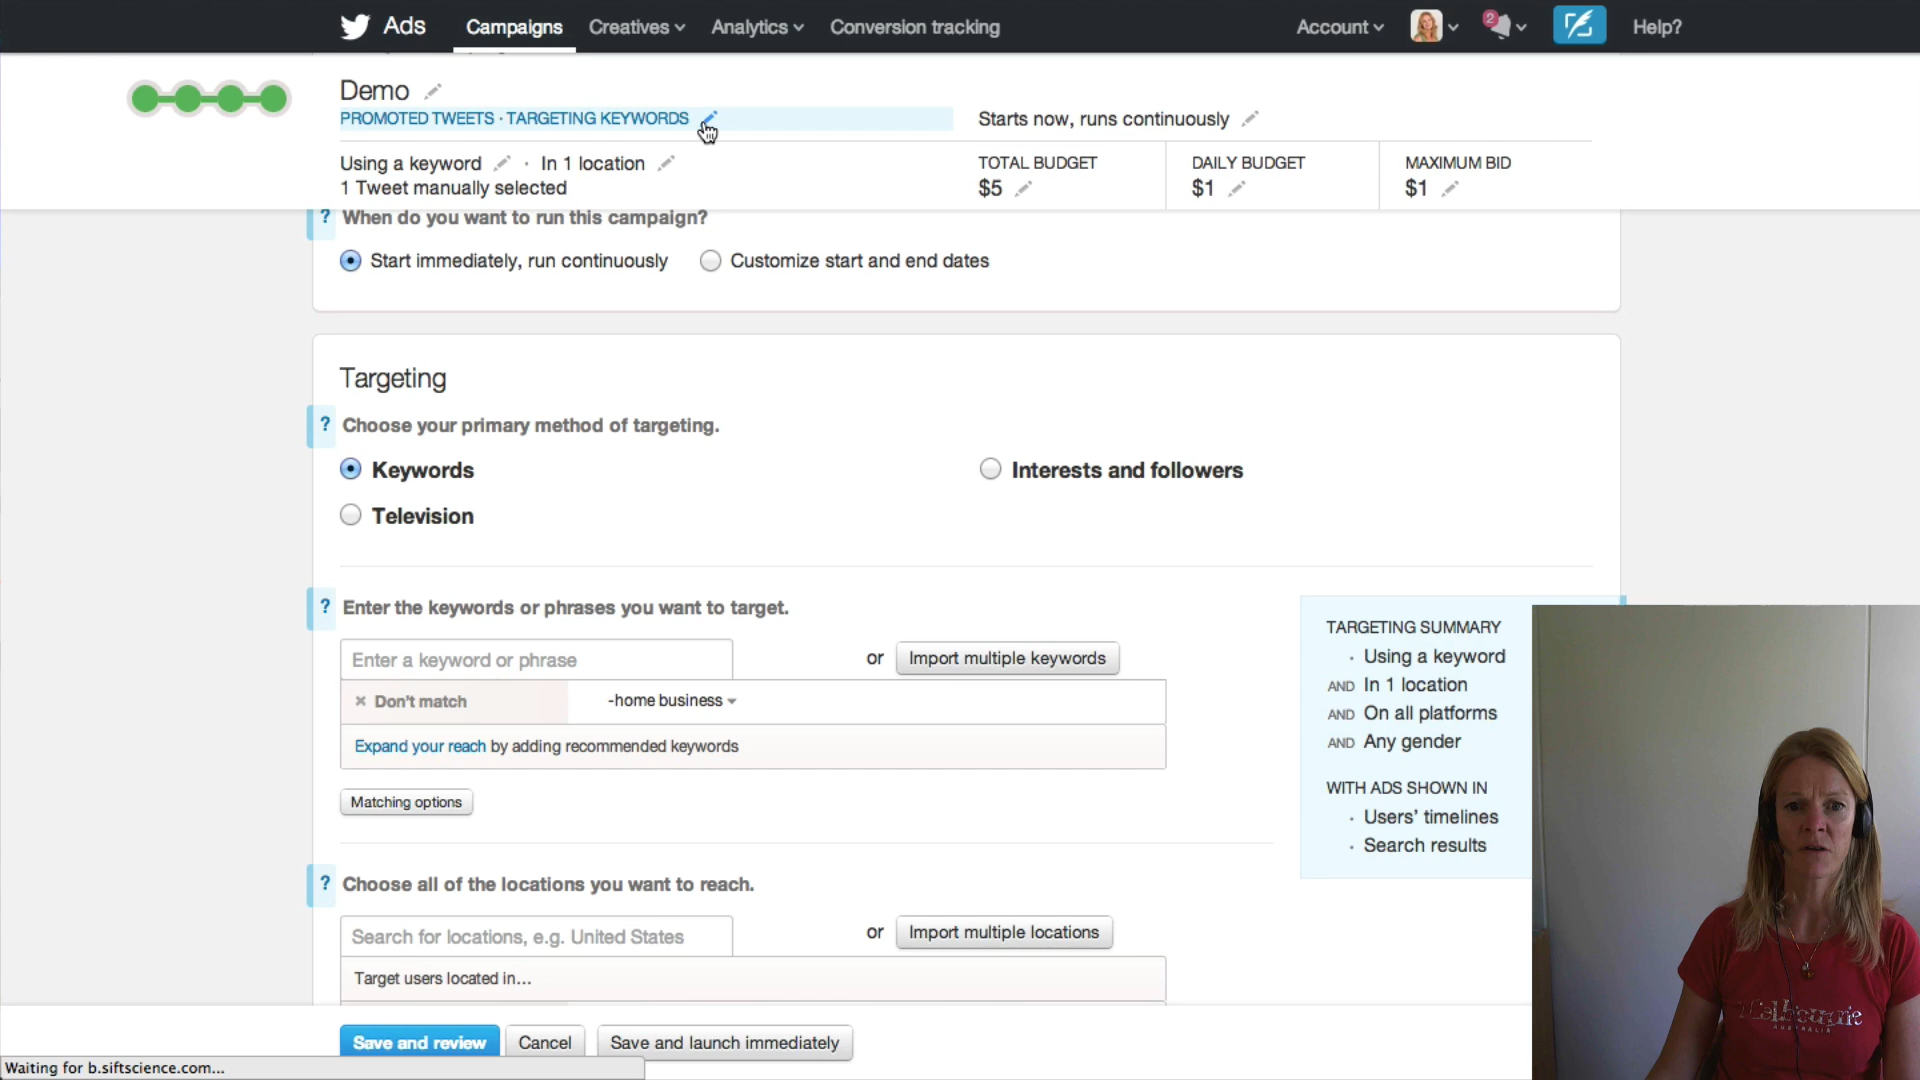 Ads Campaigns Creatives Analytics Conversion tracking Account 2 Help?
Demo
PROMOTED TWEETS · TARGETING KEYWORDS
Starts now, runs continuously
Using a keyword · In 1 location
1 Tweet manually selected
TOTAL BUDGET
$5
DAILY BUDGET
$1
MAXIMUM BID
$1
? When do you want to run this campaign?
Start immediately, run continuously
Customize start and end dates
Targeting
? Choose your primary method of targeting.
Keywords
Interests and followers
Television
? Enter the keywords or phrases you want to target.
Enter a keyword or phrase
or
Import multiple keywords
× Don't match
-home business
Expand your reach by adding recommended keywords
Matching options
TARGETING SUMMARY
· Using a keyword
AND In 1 location
AND On all platforms
AND Any gender
WITH ADS SHOWN IN
· Users' timelines
· Search results
? Choose all of the locations you want to reach.
Search for locations, e.g. United States
or
Import multiple locations
Target users located in...
Save and review
Cancel
Save and launch immediately
Waiting for b.siftscience.com...
Melbourne
AUSTRALIA